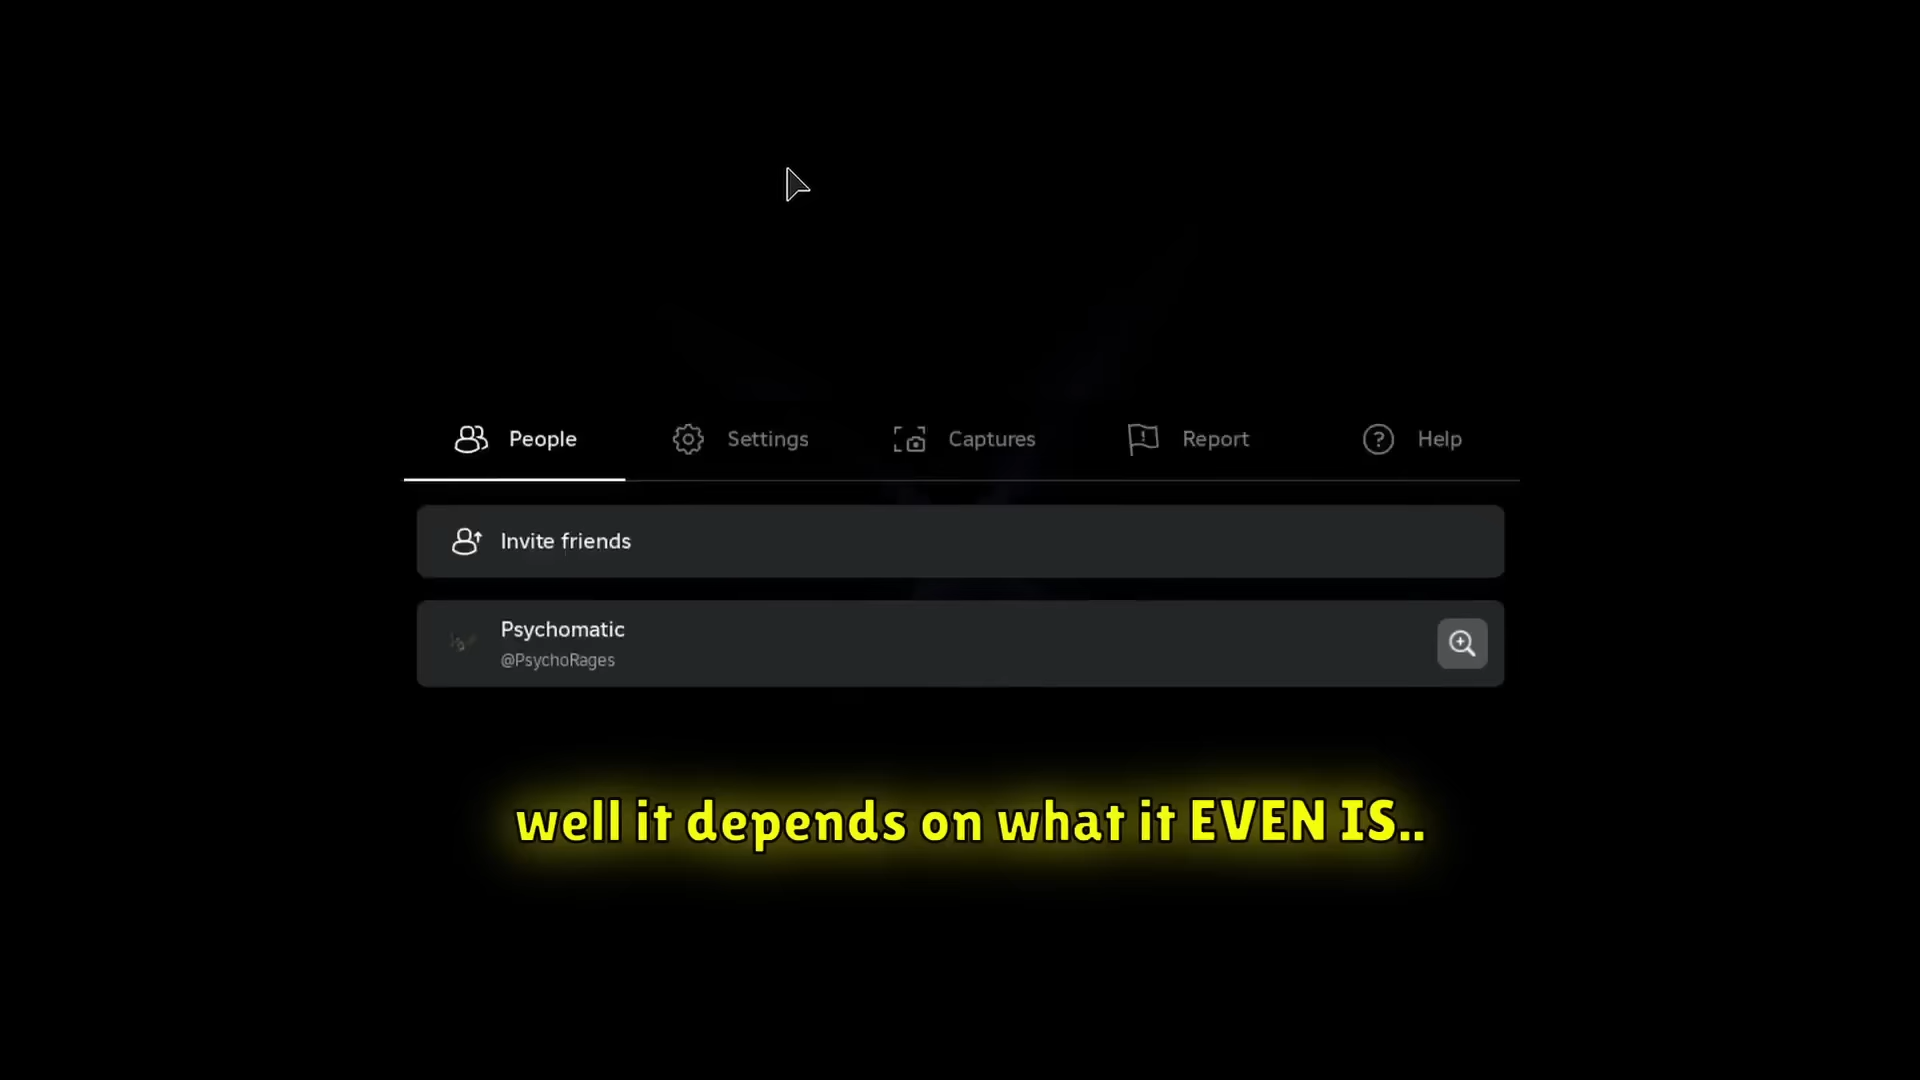 People
Settings
Captures
Report
Help
Invite friends
Psychomatic
@PsychoRages
well it depends on what it EVEN IS..